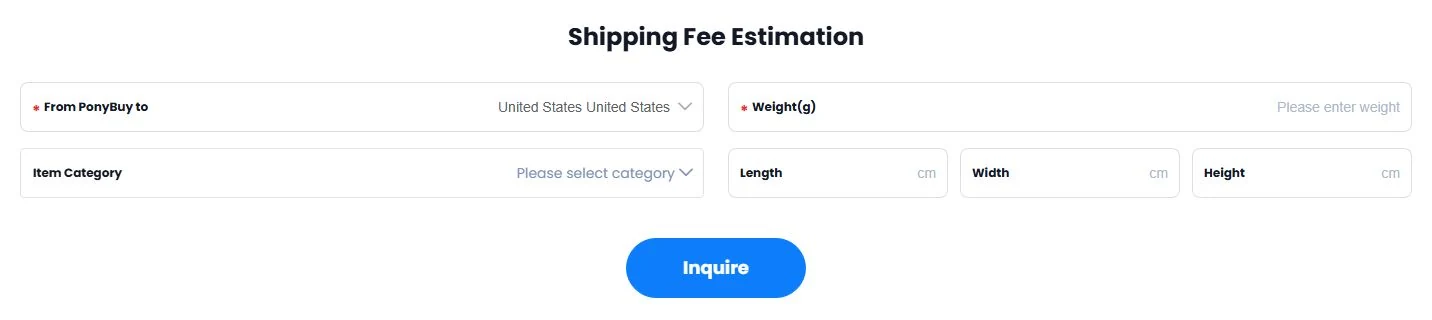 Shipping Fee Estimation
* From PonyBuy to United States United States
* Weight(g) Please enter weight
Item Category Please select category
Length cm Width cm Height cm
Inquire